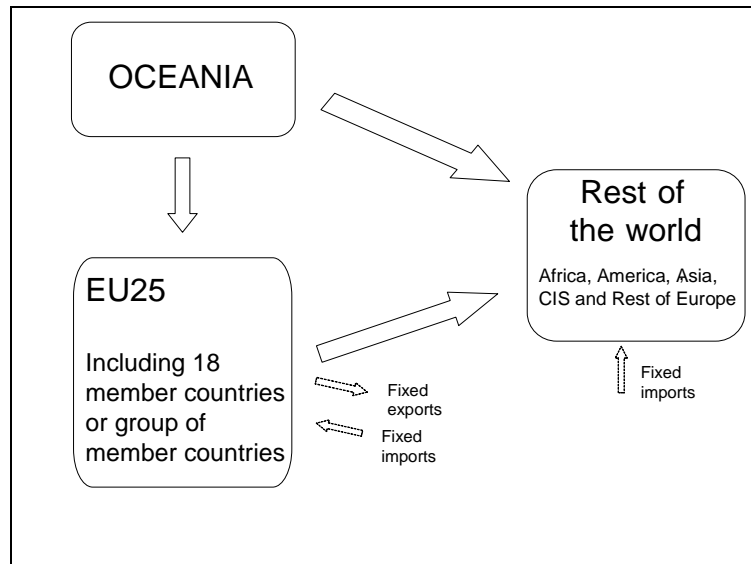 OCEANIA
Rest of
the world
Africa, America, Asia,
CIS and Rest of Europe
EU25
Including 18
member countries
or group of
member countries
Fixed
exports
Fixed
imports
Fixed
imports